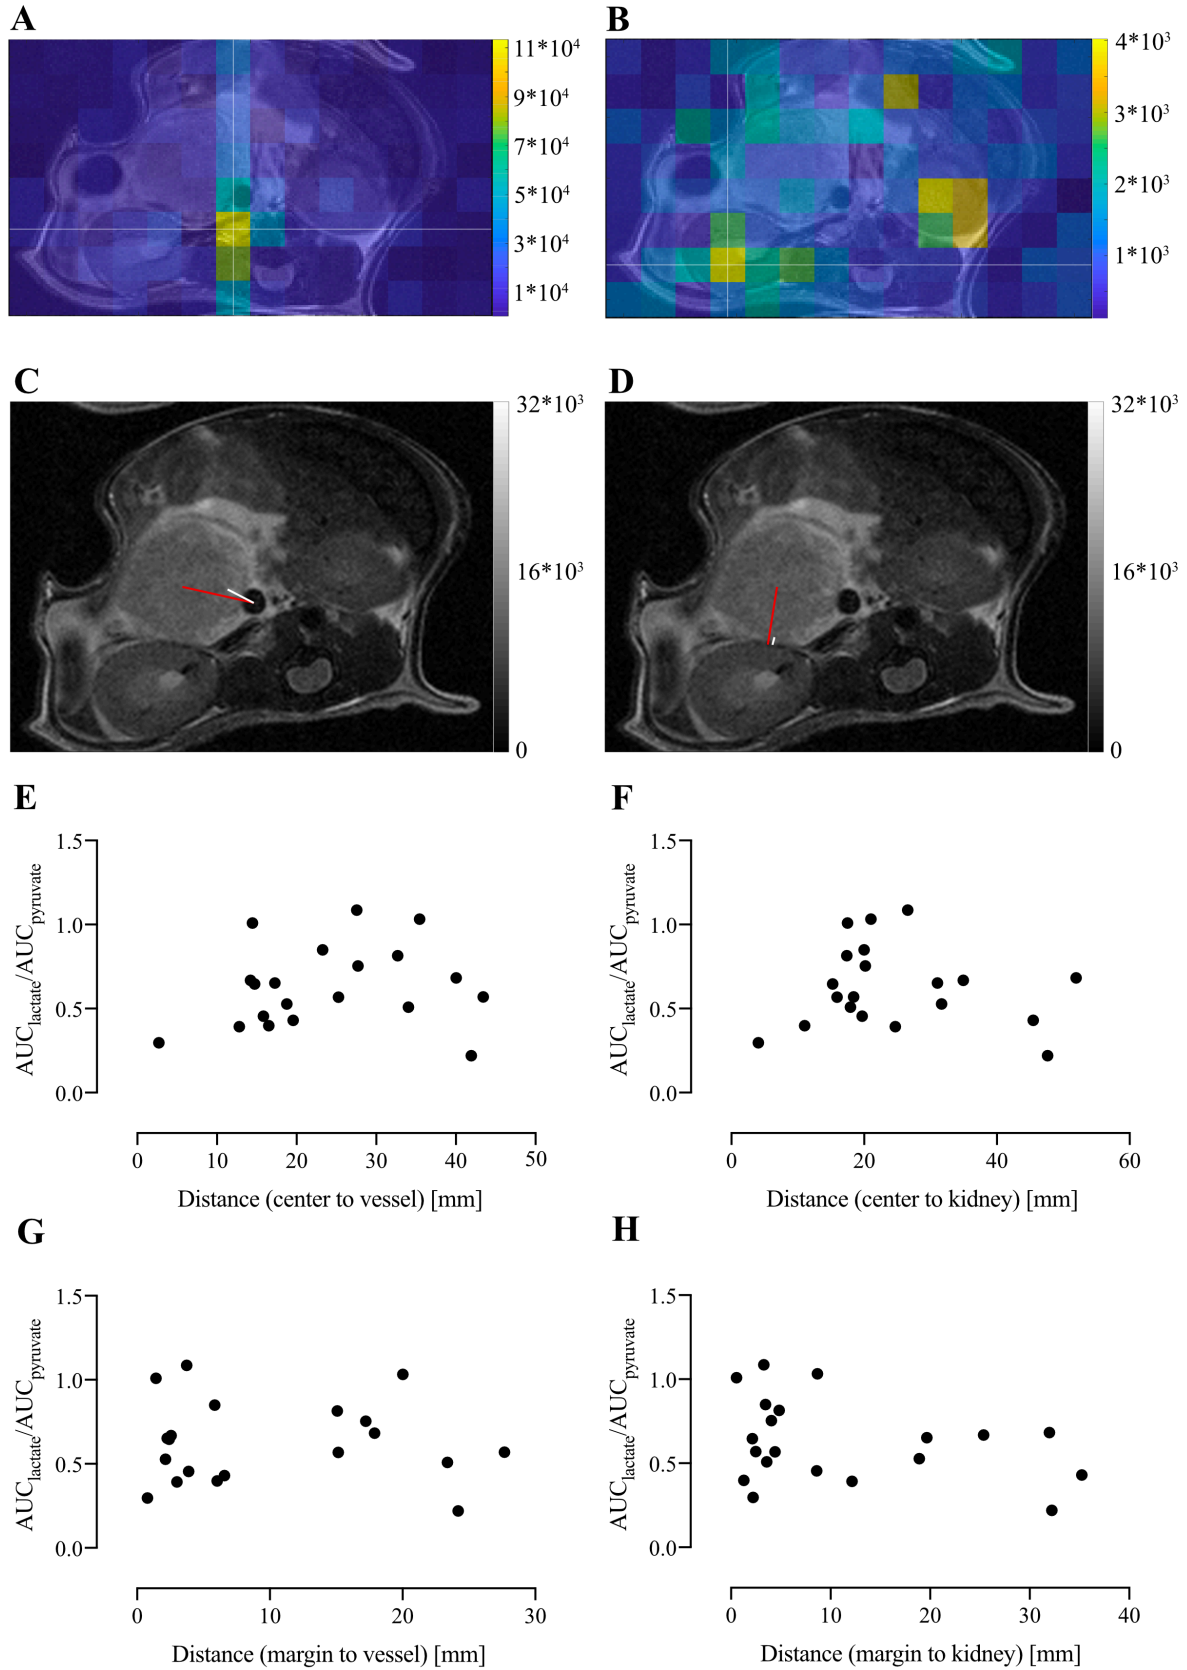 A
B
11*10⁴
9*10⁴
7*10⁴
5*10⁴
3*10⁴
1*10⁴
4*10³
3*10³
2*10³
1*10³
C
D
32*10³
16*10³
0
32*10³
16*10³
0
E
F
1.5
1.0
0.5
0.0
AUClactate/AUCpyruvate
0 10 20 30 40 50
Distance (center to vessel) [mm]
1.5
1.0
0.5
0.0
AUClactate/AUCpyruvate
0 20 40 60
Distance (center to kidney) [mm]
G
H
1.5
1.0
0.5
0.0
AUClactate/AUCpyruvate
0 10 20 30
Distance (margin to vessel) [mm]
1.5
1.0
0.5
0.0
AUClactate/AUCpyruvate
0 10 20 30 40
Distance (margin to kidney) [mm]